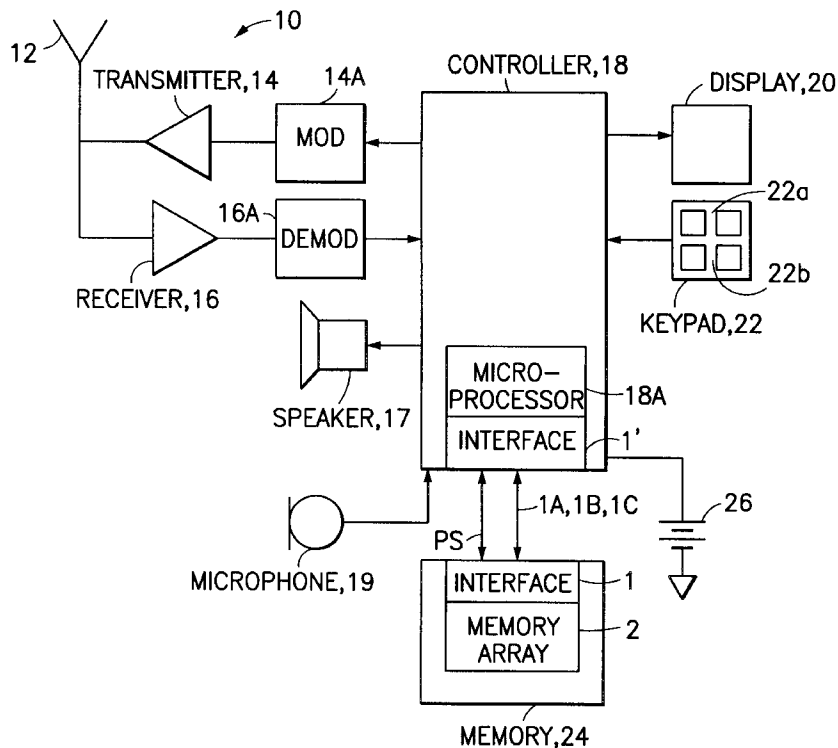 10
12
TRANSMITTER,14
14A
MOD
CONTROLLER,18
DISPLAY,20
16A
DEMOD
RECEIVER,16
22a
22b
KEYPAD,22
SPEAKER,17
MICRO-
PROCESSOR
18A
INTERFACE
1'
1A,1B,1C
PS
26
MICROPHONE,19
INTERFACE
1
MEMORY
ARRAY
2
MEMORY,24